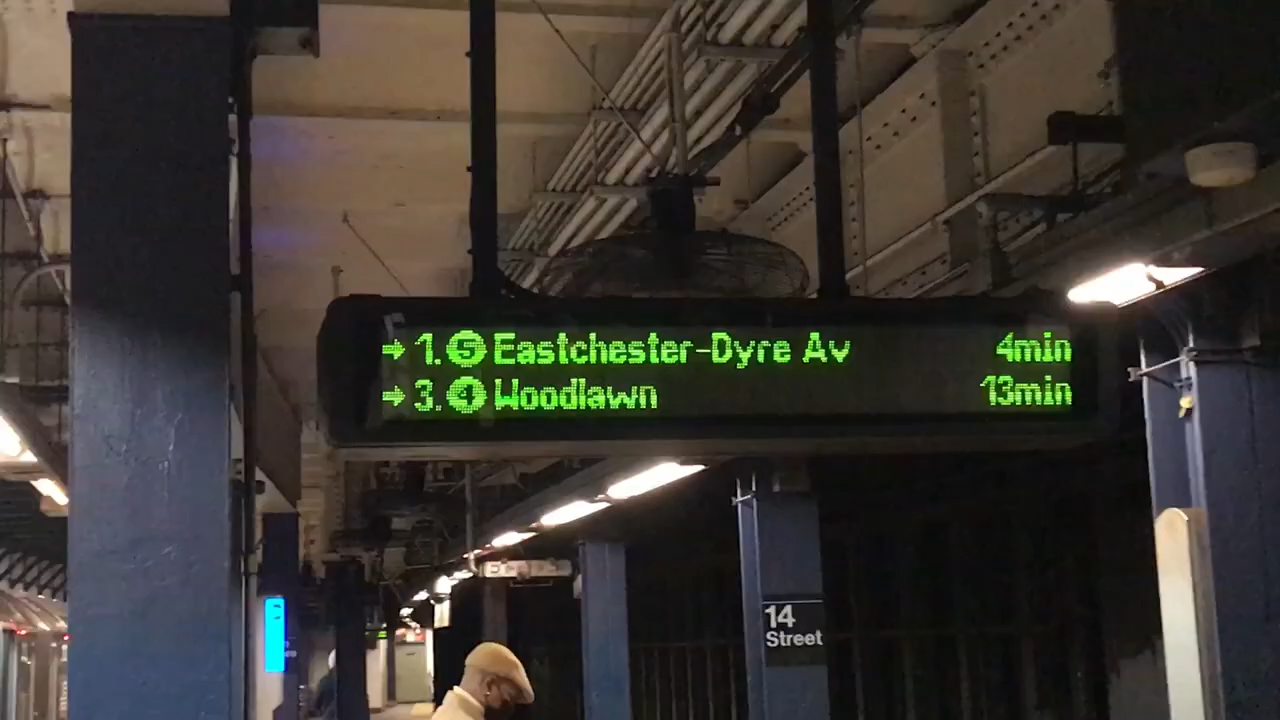 → 1. 5 Eastchester-Dyre Av 4min
→ 3. 4 Woodlawn 13min
14
Street